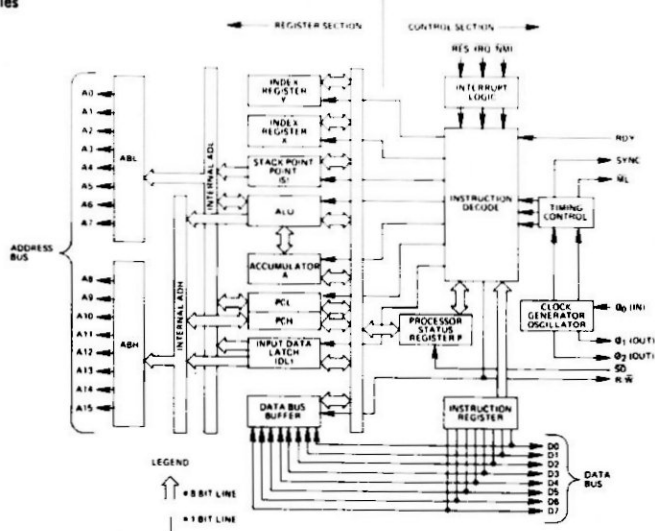 REGISTER SECTION
CONTROL SECTION
RES IRQ NMI
INDEX
REGISTER
Y
INTERRUPT
LOGIC
INDEX
REGISTER
X
STACK POINT
POINT
(S)
ALU
ACCUMULATOR
A
PCL
PCH
INPUT DATA
LATCH
(DL)
DATA BUS
BUFFER
INSTRUCTION
DECODE
TIMING
CONTROL
CLOCK
GENERATOR
OSCILLATOR
PROCESSOR
STATUS
REGISTER P
INSTRUCTION
REGISTER
RDY
SYNC
ML
Φ0 (IN)
Φ1 (OUT)
Φ2 (OUT)
SO
R/W
ADDRESS
BUS
A0
A1
A2
A3
A4
A5
A6
A7
A8
A9
A10
A11
A12
A13
A14
A15
ABL
ABH
INTERNAL ADL
INTERNAL ADH
D0
D1
D2
D3
D4
D5
D6
D7
DATA
BUS
LEGEND
= 8 BIT LINE
= 1 BIT LINE